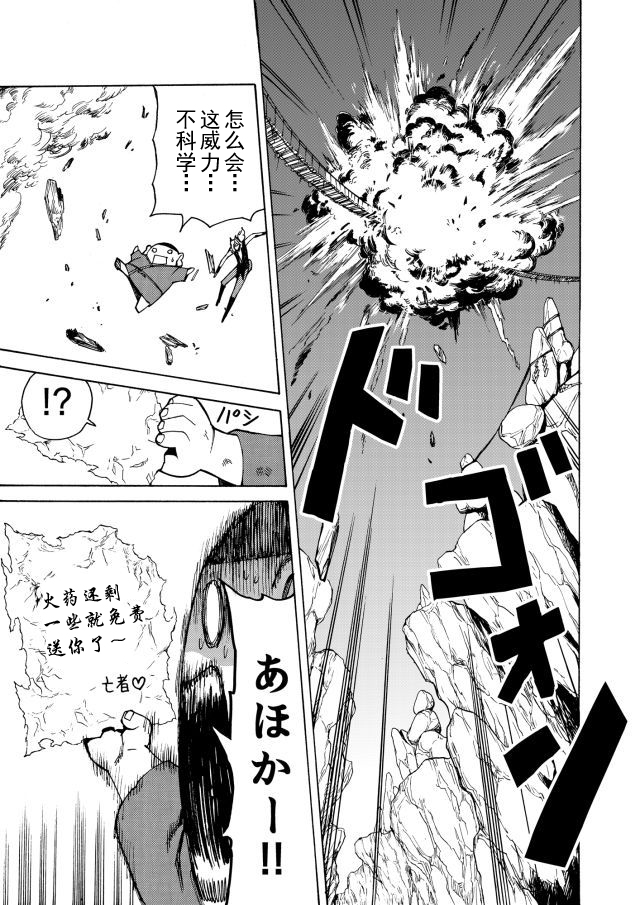 ドゴオン
怎么会…
这威力…
不科学…
パシ
!?
火药还剩
一些就免费
送你了～
七者♡
あほかー!!